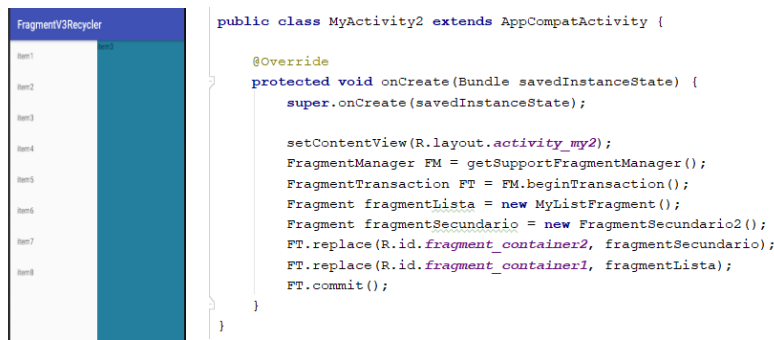 FragmentV3Recycler
Item1
Item2
Item3
Item4
Item5
Item6
Item7
Item8
public class MyActivity2 extends AppCompatActivity {
@Override
protected void onCreate(Bundle savedInstanceState) {
super.onCreate(savedInstanceState);
setContentView(R.layout.activity_my2);
FragmentManager FM = getSupportFragmentManager();
FragmentTransaction FT = FM.beginTransaction();
Fragment fragmentLista = new MyListFragment();
Fragment fragmentSecundario = new FragmentSecundario2();
FT.replace(R.id.fragment_container2, fragmentSecundario);
FT.replace(R.id.fragment_container1, fragmentLista);
FT.commit();
}
}